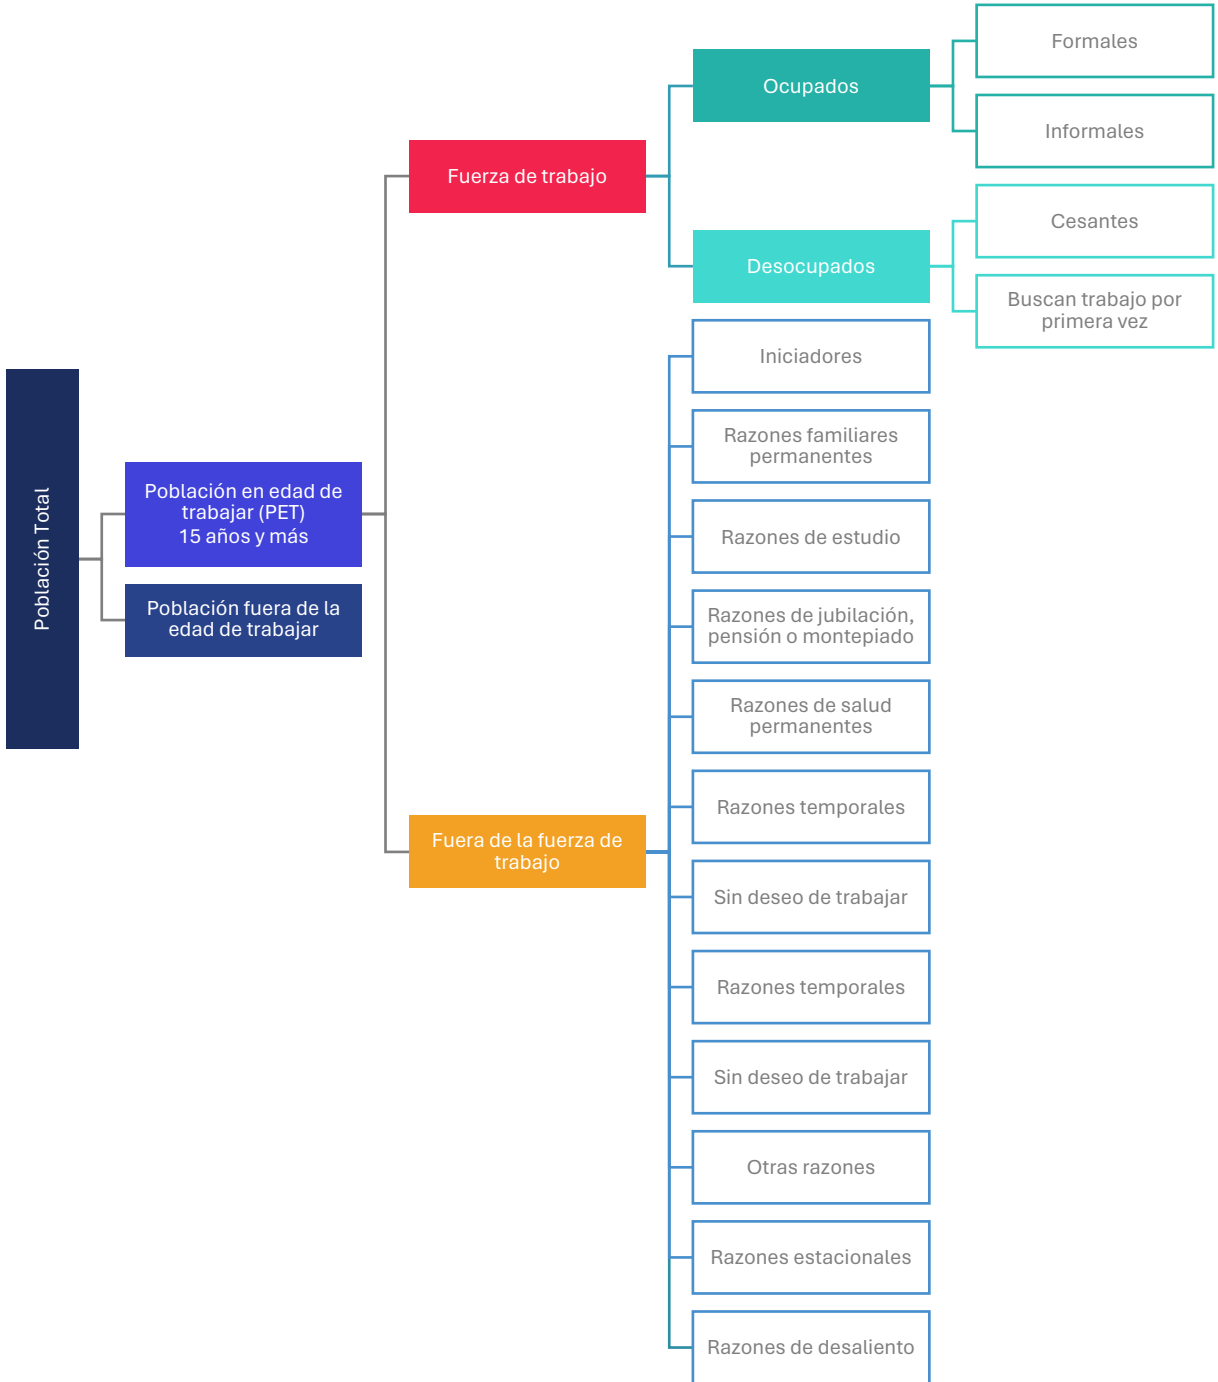 Población Total
Población en edad de
trabajar (PET)
15 años y más
Población fuera de la
edad de trabajar
Fuerza de trabajo
Fuera de la fuerza de
trabajo
Ocupados
Desocupados
Formales
Informales
Cesantes
Buscan trabajo por
primera vez
Iniciadores
Razones familiares
permanentes
Razones de estudio
Razones de jubilación,
pensión o montepiado
Razones de salud
permanentes
Razones temporales
Sin deseo de trabajar
Razones temporales
Sin deseo de trabajar
Otras razones
Razones estacionales
Razones de desaliento